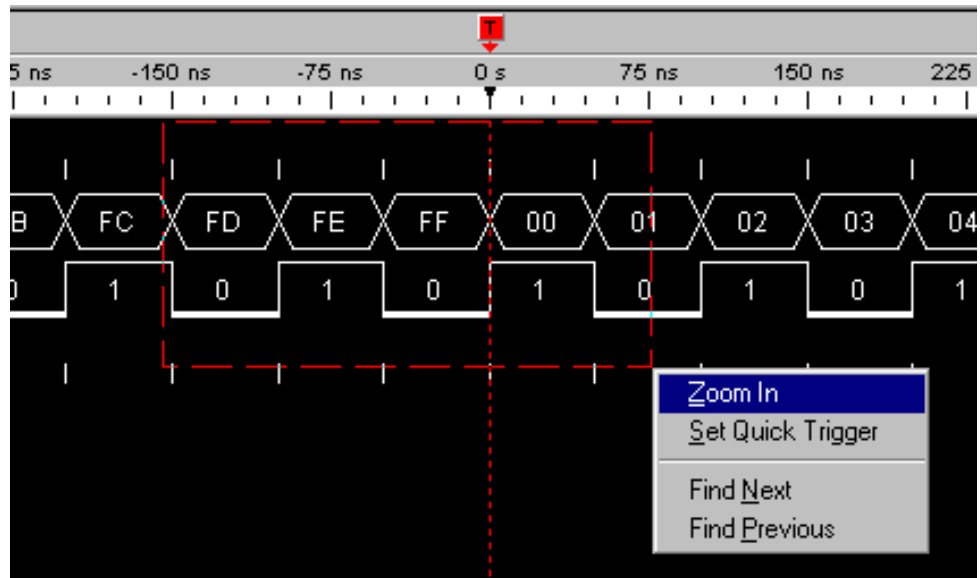 T
5 ns -150 ns -75 ns 0 s 75 ns 150 ns 225
B FC FD FE FF 00 01 02 03 04
0 1 0 1 0 1 0 1 0 1
Zoom In
Set Quick Trigger
Find Next
Find Previous